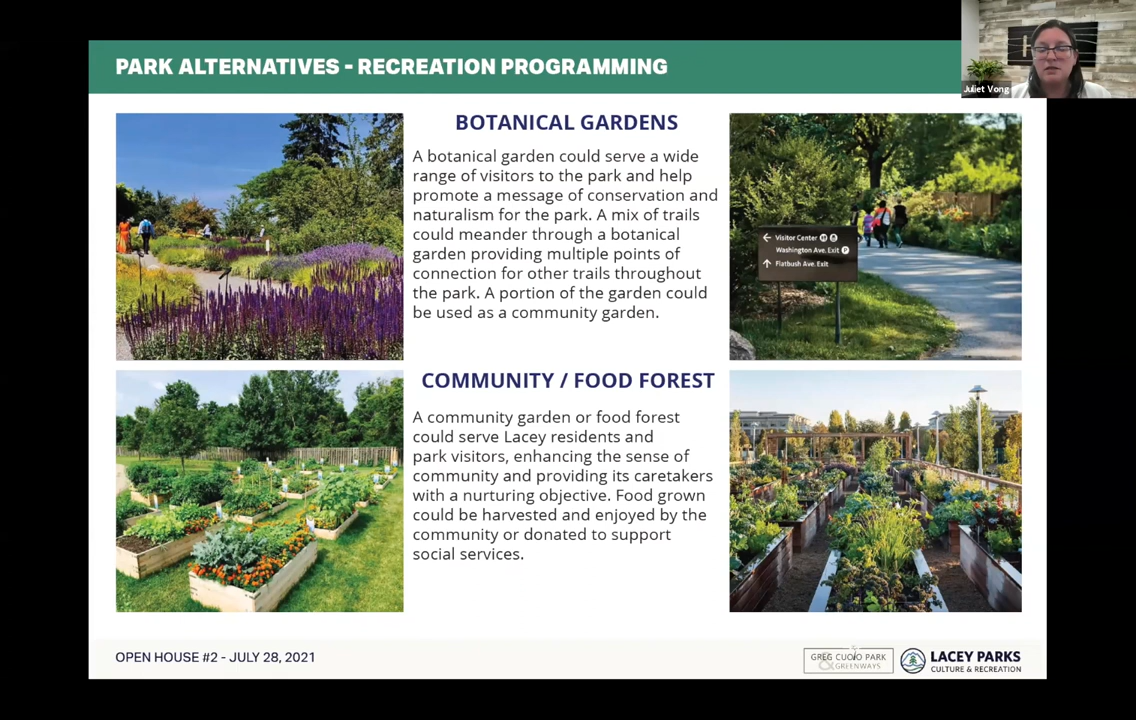 PARK ALTERNATIVES - RECREATION PROGRAMMING
Juliet Vong
BOTANICAL GARDENS
A botanical garden could serve a wide
range of visitors to the park and help
promote a message of conservation and
naturalism for the park. A mix of trails
could meander through a botanical
garden providing multiple points of
connection for other trails throughout
the park. A portion of the garden could
be used as a community garden.
Visitor Center
Washington Ave. Exit P
Flatbush Ave. Exit
COMMUNITY / FOOD FOREST
A community garden or food forest
could serve Lacey residents and
park visitors, enhancing the sense of
community and providing its caretakers
with a nurturing objective. Food grown
could be harvested and enjoyed by the
community or donated to support
social services.
OPEN HOUSE #2 - JULY 28, 2021
GREG CUOIO PARK
& GREENWAYS
LACEY PARKS
CULTURE & RECREATION